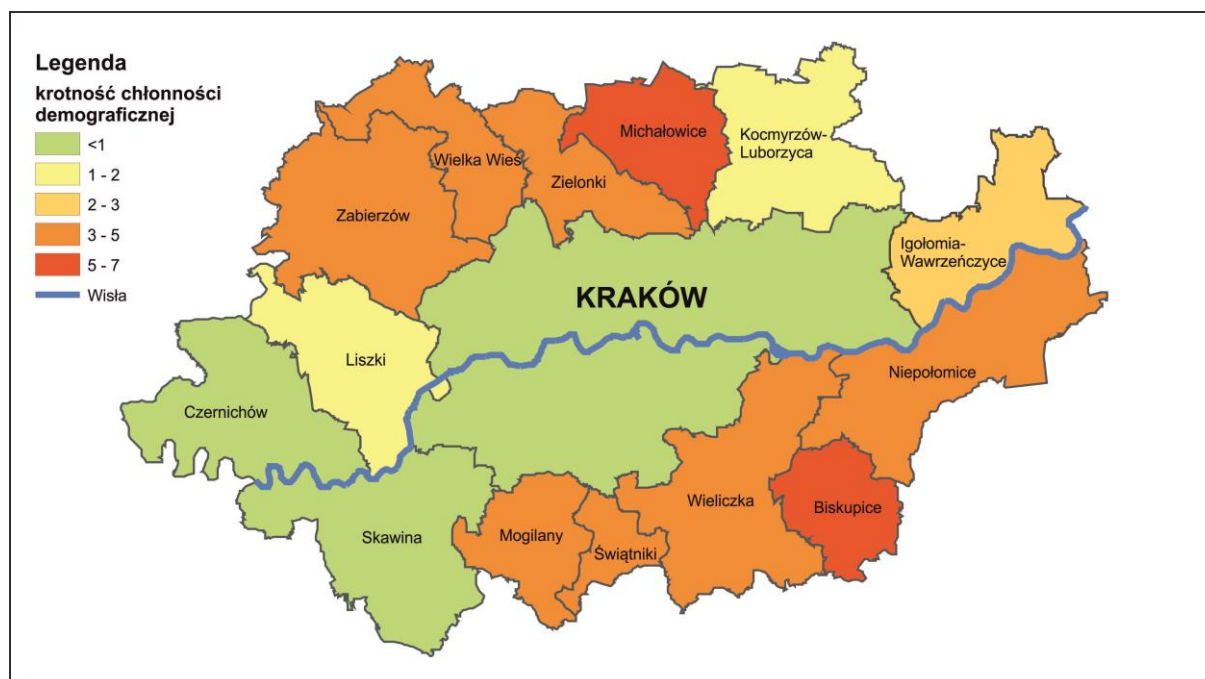 Legenda
krotność chłonności
demograficznej
<1
1 - 2
2 - 3
3 - 5
5 - 7
Wisła
Michałowice
Kocmyrzów-
Luborzyca
Wielka Wieś
Zielonki
Zabierzów
Igołomia-
Wawrzeńczyce
KRAKÓW
Liszki
Niepołomice
Czernichów
Wieliczka
Biskupice
Skawina
Mogilany
Świątniki